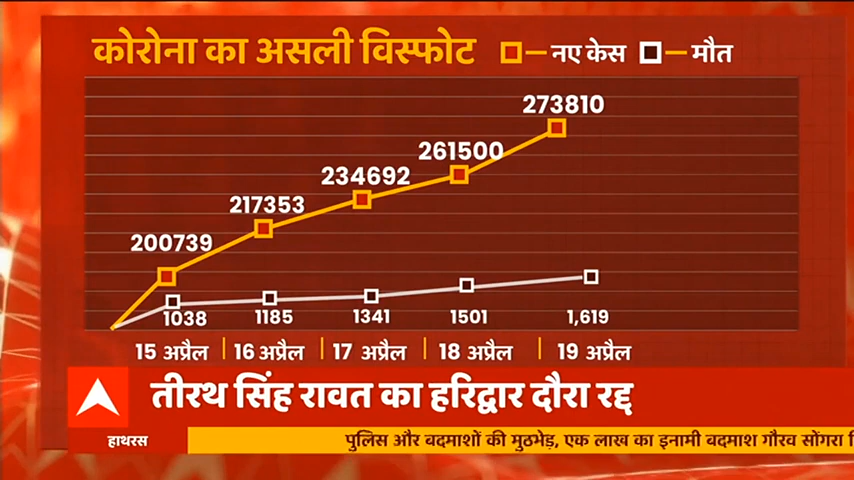 कोरोना का असली विस्फोट नए केस मौत
273810
261500
234692
217353
200739
1038 1185 1341 1501 1,619
15 अप्रैल 16 अप्रैल 17 अप्रैल 18 अप्रैल 19 अप्रैल
तीरथ सिंह रावत का हरिद्वार दौरा रद्द
हाथरस पुलिस और बदमाशों की मुठभेड़, एक लाख का इनामी बदमाश गौरव सोंगरा